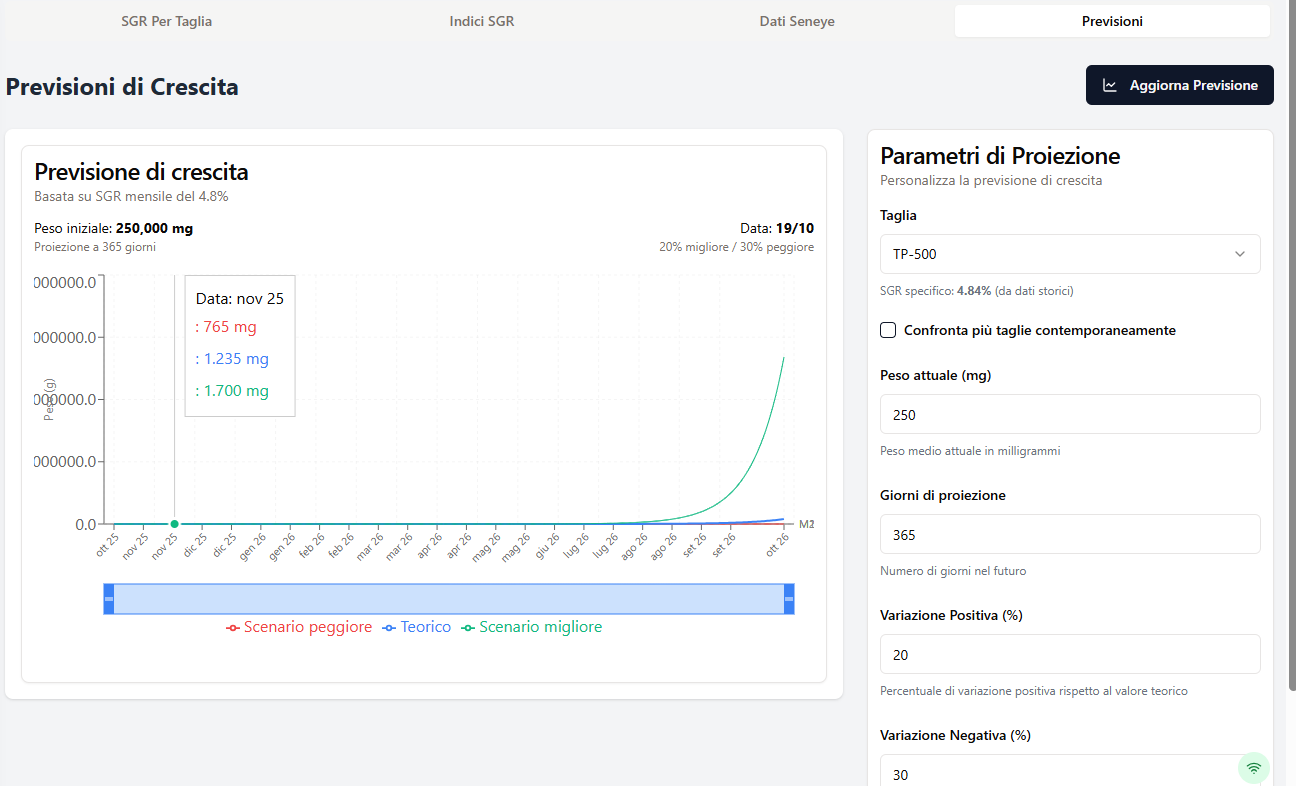 SGR Per Taglia
Indici SGR
Dati Seneye
Previsioni
Previsioni di Crescita
Aggiorna Previsione
Previsione di crescita
Basata su SGR mensile del 4.8%
Peso iniziale: 250,000 mg
Data: 19/10
Proiezione a 365 giorni
20% migliore / 30% peggiore
000000.0
000000.0
000000.0
000000.0
0.0
Peso (g)
Data: nov 25
: 765 mg
: 1.235 mg
: 1.700 mg
ott 25
nov 25
nov 25
dic 25
dic 25
gen 26
gen 26
feb 26
feb 26
mar 26
mar 26
apr 26
apr 26
mag 26
mag 26
giu 26
lug 26
lug 26
ago 26
ago 26
set 26
set 26
ott 26
Scenario peggiore
Teorico
Scenario migliore
Parametri di Proiezione
Personalizza la previsione di crescita
Taglia
TP-500
SGR specifico: 4.84% (da dati storici)
Confronta più taglie contemporaneamente
Peso attuale (mg)
250
Peso medio attuale in milligrammi
Giorni di proiezione
365
Numero di giorni nel futuro
Variazione Positiva (%)
20
Percentuale di variazione positiva rispetto al valore teorico
Variazione Negativa (%)
30